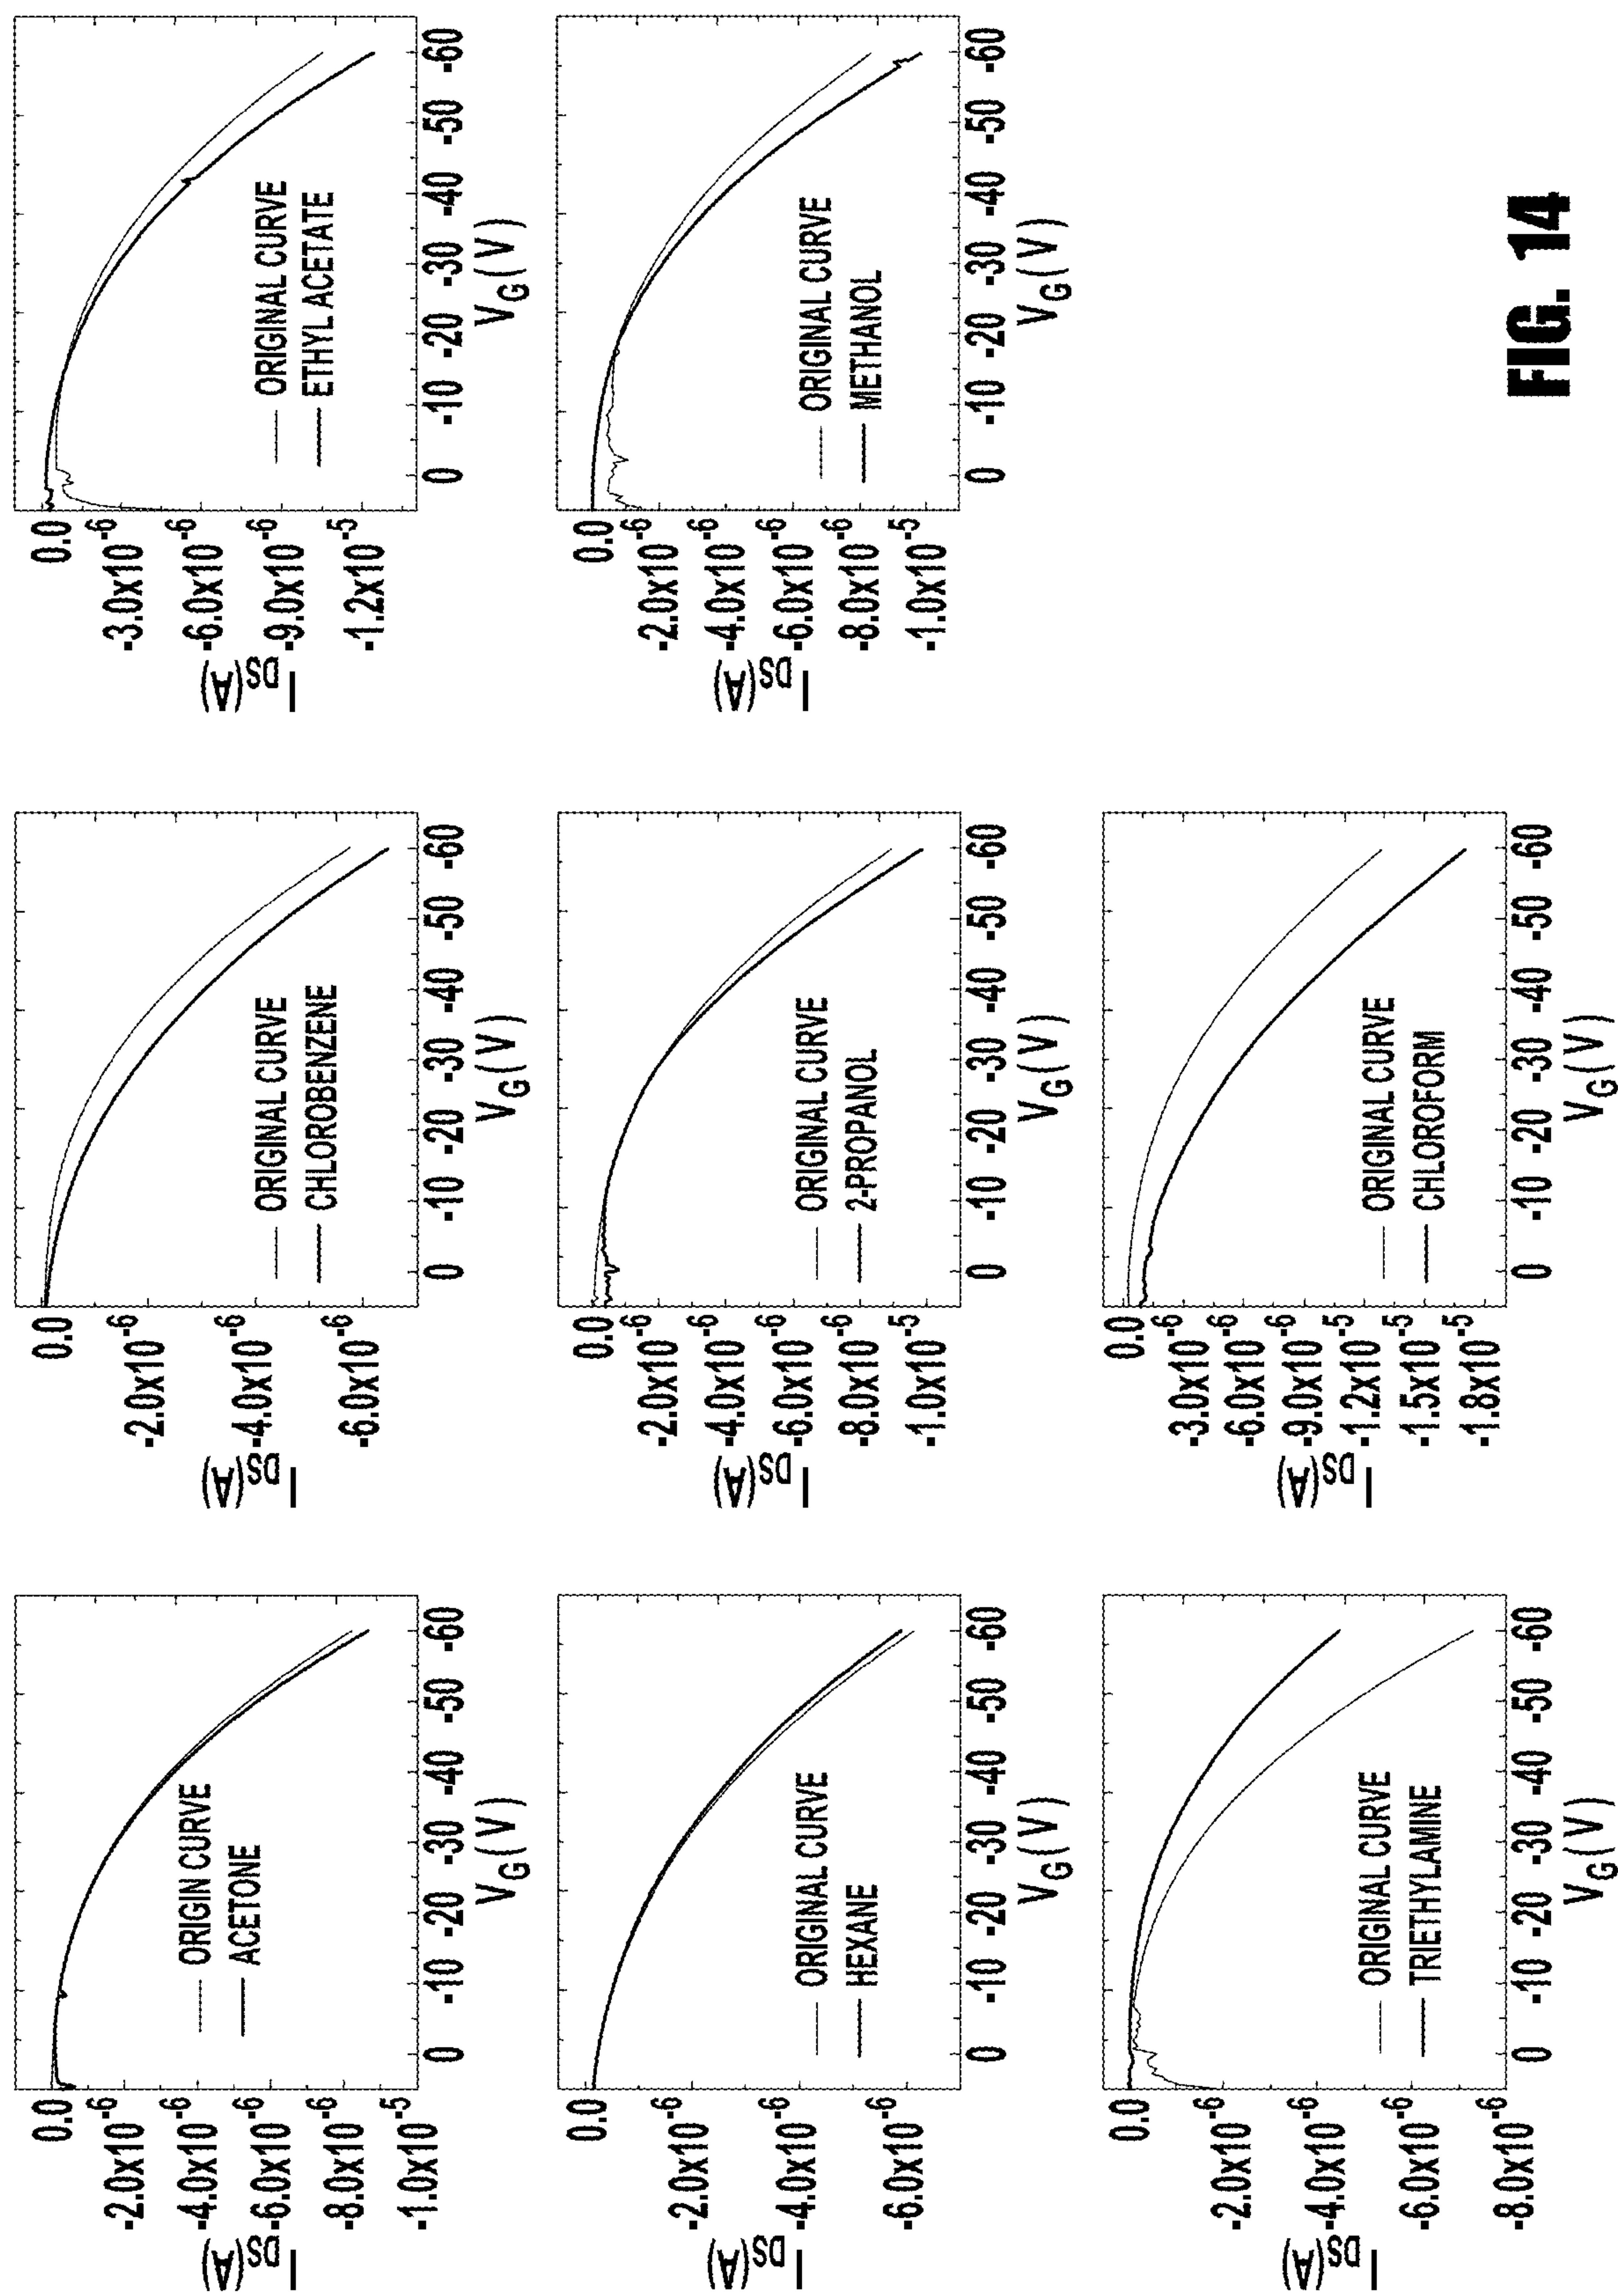 I_DS(A)
0.0
-2.0x10^-6
-4.0x10^-6
-6.0x10^-6
-8.0x10^-6
-1.0x10^-5
ORIGIN CURVE
ACETONE
0 -10 -20 -30 -40 -50 -60
V_G(V)
I_DS(A)
0.0
-2.0x10^-6
-4.0x10^-6
-6.0x10^-6
ORIGINAL CURVE
CHLOROBENZENE
0 -10 -20 -30 -40 -50 -60
V_G(V)
I_DS(A)
0.0
-3.0x10^-6
-6.0x10^-6
-9.0x10^-6
-1.2x10^-5
ORIGINAL CURVE
ETHYL ACETATE
0 -10 -20 -30 -40 -50 -60
V_G(V)
I_DS(A)
0.0
-2.0x10^-6
-4.0x10^-6
-6.0x10^-6
ORIGINAL CURVE
HEXANE
0 -10 -20 -30 -40 -50 -60
V_G(V)
I_DS(A)
0.0
-2.0x10^-6
-4.0x10^-6
-6.0x10^-6
-8.0x10^-6
-1.0x10^-5
ORIGINAL CURVE
2-PROPANOL
0 -10 -20 -30 -40 -50 -60
V_G(V)
I_DS(A)
0.0
-2.0x10^-6
-4.0x10^-6
-6.0x10^-6
-8.0x10^-6
-1.0x10^-5
ORIGINAL CURVE
METHANOL
0 -10 -20 -30 -40 -50 -60
V_G(V)
I_DS(A)
0.0
-2.0x10^-6
-4.0x10^-6
-6.0x10^-6
-8.0x10^-6
ORIGINAL CURVE
TRIETHYLAMINE
0 -10 -20 -30 -40 -50 -60
V_G(V)
I_DS(A)
0.0
-3.0x10^-6
-6.0x10^-6
-9.0x10^-6
-1.2x10^-5
-1.5x10^-5
-1.8x10^-5
ORIGINAL CURVE
CHLOROFORM
0 -10 -20 -30 -40 -50 -60
V_G(V)
FIG. 14